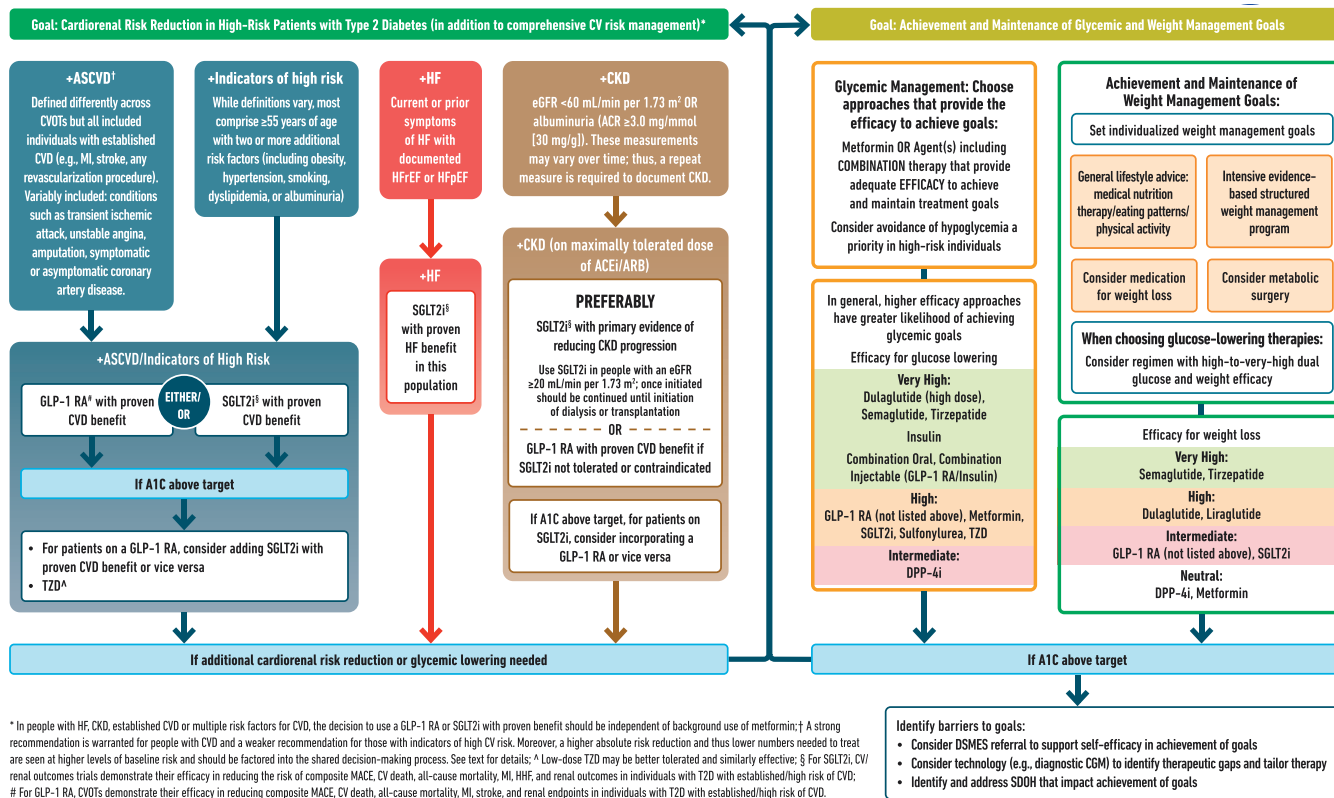 Goal: Cardiorenal Risk Reduction in High-Risk Patients with Type 2 Diabetes (in addition to comprehensive CV risk management)*
Goal: Achievement and Maintenance of Glycemic and Weight Management Goals
+ASCVD†
Defined differently across
CVOTs but all included
individuals with established
CVD (e.g., MI, stroke, any
revascularization procedure).
Variably included: conditions
such as transient ischemic
attack, unstable angina,
amputation, symptomatic
or asymptomatic coronary
artery disease.
+Indicators of high risk
While definitions vary, most
comprise ≥55 years of age
with two or more additional
risk factors (including obesity,
hypertension, smoking,
dyslipidemia, or albuminuria)
+HF
Current or prior
symptoms
of HF with
documented
HFrEF or HFpEF
+CKD
eGFR <60 mL/min per 1.73 m² OR
albuminuria (ACR ≥3.0 mg/mmol
[30 mg/g]). These measurements
may vary over time; thus, a repeat
measure is required to document CKD.
+ASCVD/Indicators of High Risk
GLP-1 RA# with proven
CVD benefit
EITHER/
OR
SGLT2i§ with proven
CVD benefit
If A1C above target
• For patients on a GLP-1 RA, consider adding SGLT2i with
proven CVD benefit or vice versa
• TZD^
+HF
SGLT2i§
with proven
HF benefit
in this
population
+CKD (on maximally tolerated dose
of ACEi/ARB)
PREFERABLY
SGLT2i§ with primary evidence of
reducing CKD progression
Use SGLT2i in people with an eGFR
≥20 mL/min per 1.73 m²; once initiated
should be continued until initiation
of dialysis or transplantation
OR
GLP-1 RA with proven CVD benefit if
SGLT2i not tolerated or contraindicated
If A1C above target, for patients on
SGLT2i, consider incorporating a
GLP-1 RA or vice versa
If additional cardiorenal risk reduction or glycemic lowering needed
Glycemic Management: Choose
approaches that provide the
efficacy to achieve goals:
Metformin OR Agent(s) including
COMBINATION therapy that provide
adequate EFFICACY to achieve
and maintain treatment goals
Consider avoidance of hypoglycemia a
priority in high-risk individuals
In general, higher efficacy approaches
have greater likelihood of achieving
glycemic goals
Efficacy for glucose lowering
Very High:
Dulaglutide (high dose),
Semaglutide, Tirzepatide
Insulin
Combination Oral, Combination
Injectable (GLP-1 RA/Insulin)
High:
GLP-1 RA (not listed above), Metformin,
SGLT2i, Sulfonylurea, TZD
Intermediate:
DPP-4i
Achievement and Maintenance of
Weight Management Goals:
Set individualized weight management goals
General lifestyle advice:
medical nutrition
therapy/eating patterns/
physical activity
Intensive evidence-
based structured
weight management
program
Consider medication
for weight loss
Consider metabolic
surgery
When choosing glucose-lowering therapies:
Consider regimen with high-to-very-high dual
glucose and weight efficacy
Efficacy for weight loss
Very High:
Semaglutide, Tirzepatide
High:
Dulaglutide, Liraglutide
Intermediate:
GLP-1 RA (not listed above), SGLT2i
Neutral:
DPP-4i, Metformin
If A1C above target
Identify barriers to goals:
• Consider DSMES referral to support self-efficacy in achievement of goals
• Consider technology (e.g., diagnostic CGM) to identify therapeutic gaps and tailor therapy
• Identify and address SDOH that impact achievement of goals
* In people with HF, CKD, established CVD or multiple risk factors for CVD, the decision to use a GLP-1 RA or SGLT2i with proven benefit should be independent of background use of metformin;† A strong
recommendation is warranted for people with CVD and a weaker recommendation for those with indicators of high CV risk. Moreover, a higher absolute risk reduction and thus lower numbers needed to treat
are seen at higher levels of baseline risk and should be factored into the shared decision-making process. See text for details; ^ Low-dose TZD may be better tolerated and similarly effective; § For SGLT2i, CV/
renal outcomes trials demonstrate their efficacy in reducing the risk of composite MACE, CV death, all-cause mortality, MI, HHF, and renal outcomes in individuals with T2D with established/high risk of CVD;
# For GLP-1 RA, CVOTs demonstrate their efficacy in reducing composite MACE, CV death, all-cause mortality, MI, stroke, and renal endpoints in individuals with T2D with established/high risk of CVD.